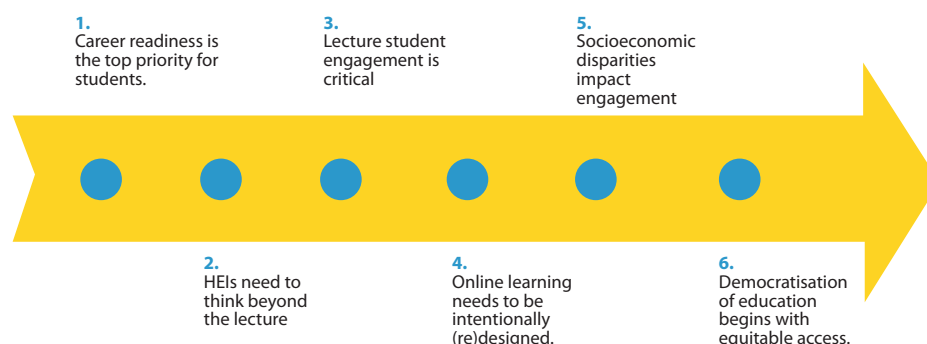 1.
Career readiness is
the top priority for
students.
2.
HEIs need to
think beyond
the lecture
3.
Lecture student
engagement is
critical
4.
Online learning
needs to be
intentionally
(re)designed.
5.
Socioeconomic
disparities
impact
engagement
6.
Democratisation
of education
begins with
equitable access.